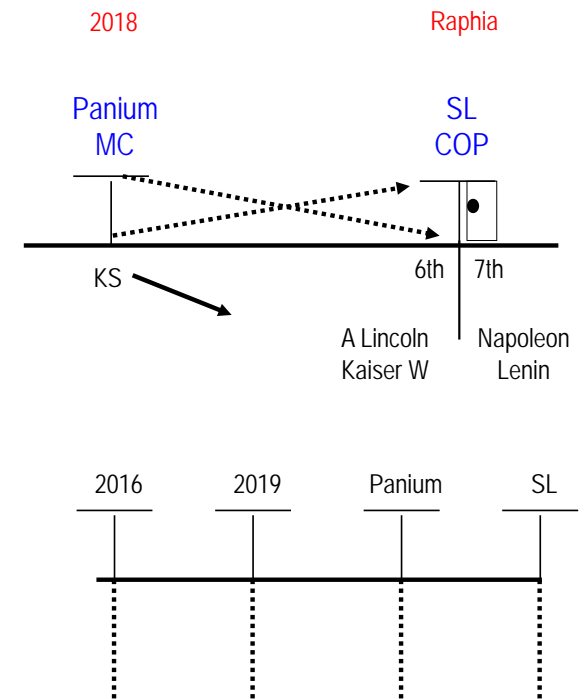 2018 Raphia
Panium SL
MC COP
KS 6th 7th
A Lincoln Napoleon
Kaiser W Lenin
2016 2019 Panium SL